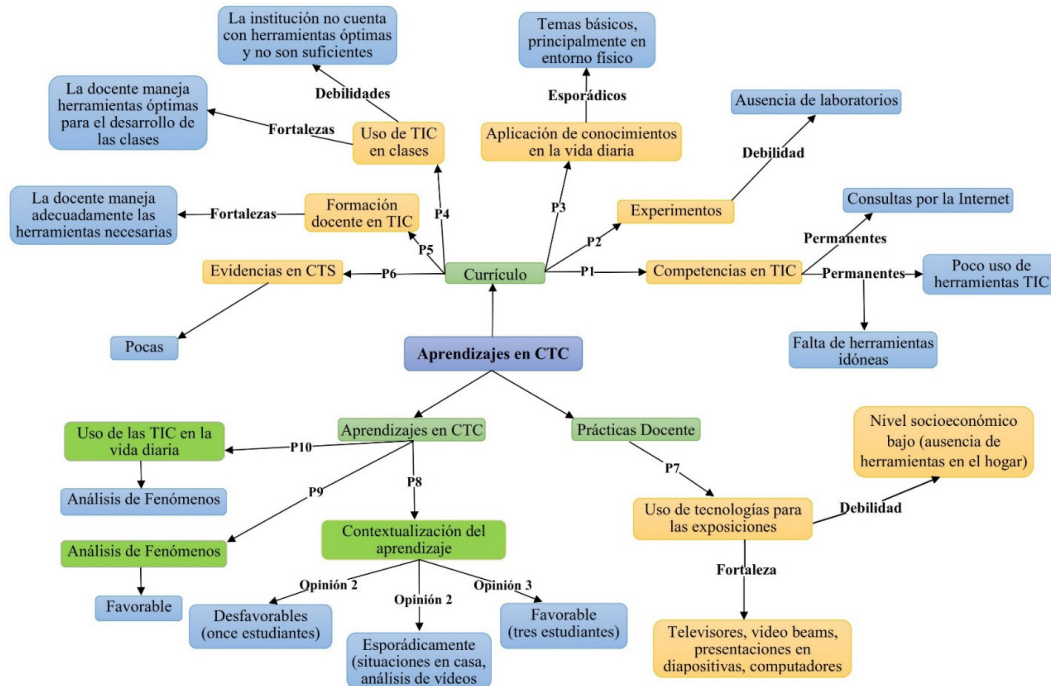 La institución no cuenta
con herramientas óptimas
y no son suficientes
Temas básicos,
principalmente en
entorno físico
La docente maneja
herramientas óptimas
para el desarrollo de
las clases
Debilidades
Esporádicos
Ausencia de laboratorios
Fortalezas
Uso de TIC
en clases
Aplicación de conocimientos
en la vida diaria
Debilidad
La docente maneja
adecuadamente las
herramientas necesarias
Fortalezas
Formación
docente en TIC
P4
P3
Experimentos
Consultas por la Internet
P5
P2
Permanentes
Evidencias en CTS
P6
Currículo
P1
Competencias en TIC
Permanentes
Poco uso de
herramientas TIC
Pocas
Aprendizajes en CTC
Falta de herramientas
idóneas
Uso de las TIC en la
vida diaria
P10
Aprendizajes en CTC
Prácticas Docente
Nivel socioeconómico
bajo (ausencia de
herramientas en el hogar)
Análisis de Fenómenos
P9
P8
P7
Debilidad
Uso de tecnologías para
las exposiciones
Análisis de Fenómenos
Contextualización del
aprendizaje
Fortaleza
Favorable
Opinión 2
Opinión 2
Opinión 3
Desfavorables
(once estudiantes)
Esporádicamente
(situaciones en casa,
análisis de vídeos
Favorable
(tres estudiantes)
Televisores, video beams,
presentaciones en
diapositivas, computadores